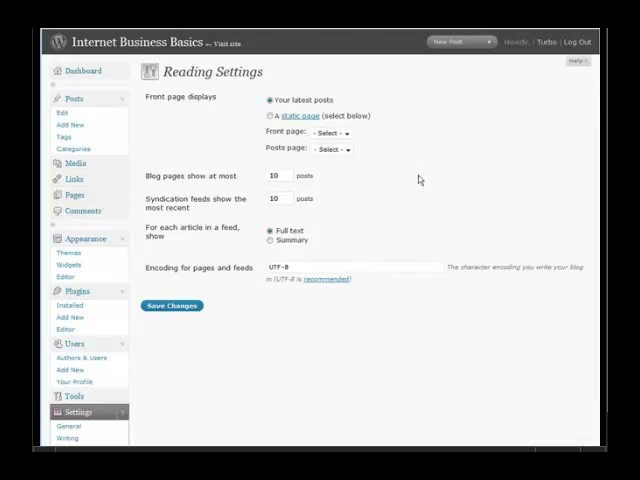 Internet Business Basics ← Visit site
New Post
Howdy, Turbo | Log Out
Help
Dashboard
Reading Settings
Posts
Edit
Add New
Tags
Categories
Media
Links
Pages
Comments
Appearance
Themes
Widgets
Editor
Plugins
Installed
Add New
Editor
Users
Authors & Users
Add New
Your Profile
Tools
Settings
General
Writing
Front page displays
Your latest posts
A static page (select below)
Front page: - Select -
Posts page: - Select -
Blog pages show at most 10 posts
Syndication feeds show the most recent 10 posts
For each article in a feed, show
Full text
Summary
Encoding for pages and feeds UTF-8 The character encoding you write your blog
in (UTF-8 is recommended)
Save Changes